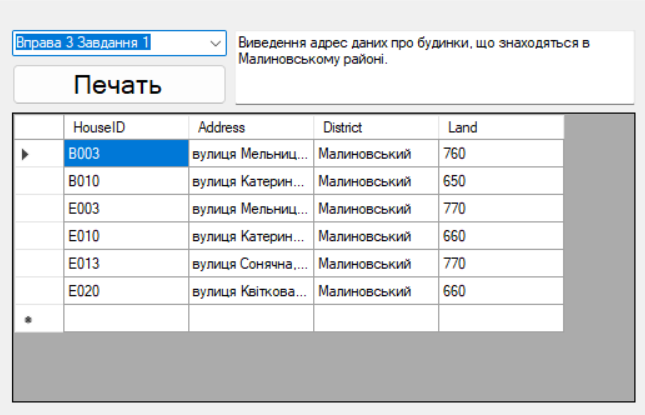 Вправа 3 Завдання 1
Виведення адрес даних про будинки, що знаходяться в
Малиновському районі.
Печать
HouseID Address District Land
B003 вулиця Мельниц... Малиновський 760
B010 вулиця Катерин... Малиновський 650
E003 вулиця Мельниц... Малиновський 770
E010 вулиця Катерин... Малиновський 660
E013 вулиця Сонячна,... Малиновський 770
E020 вулиця Квіткова... Малиновський 660